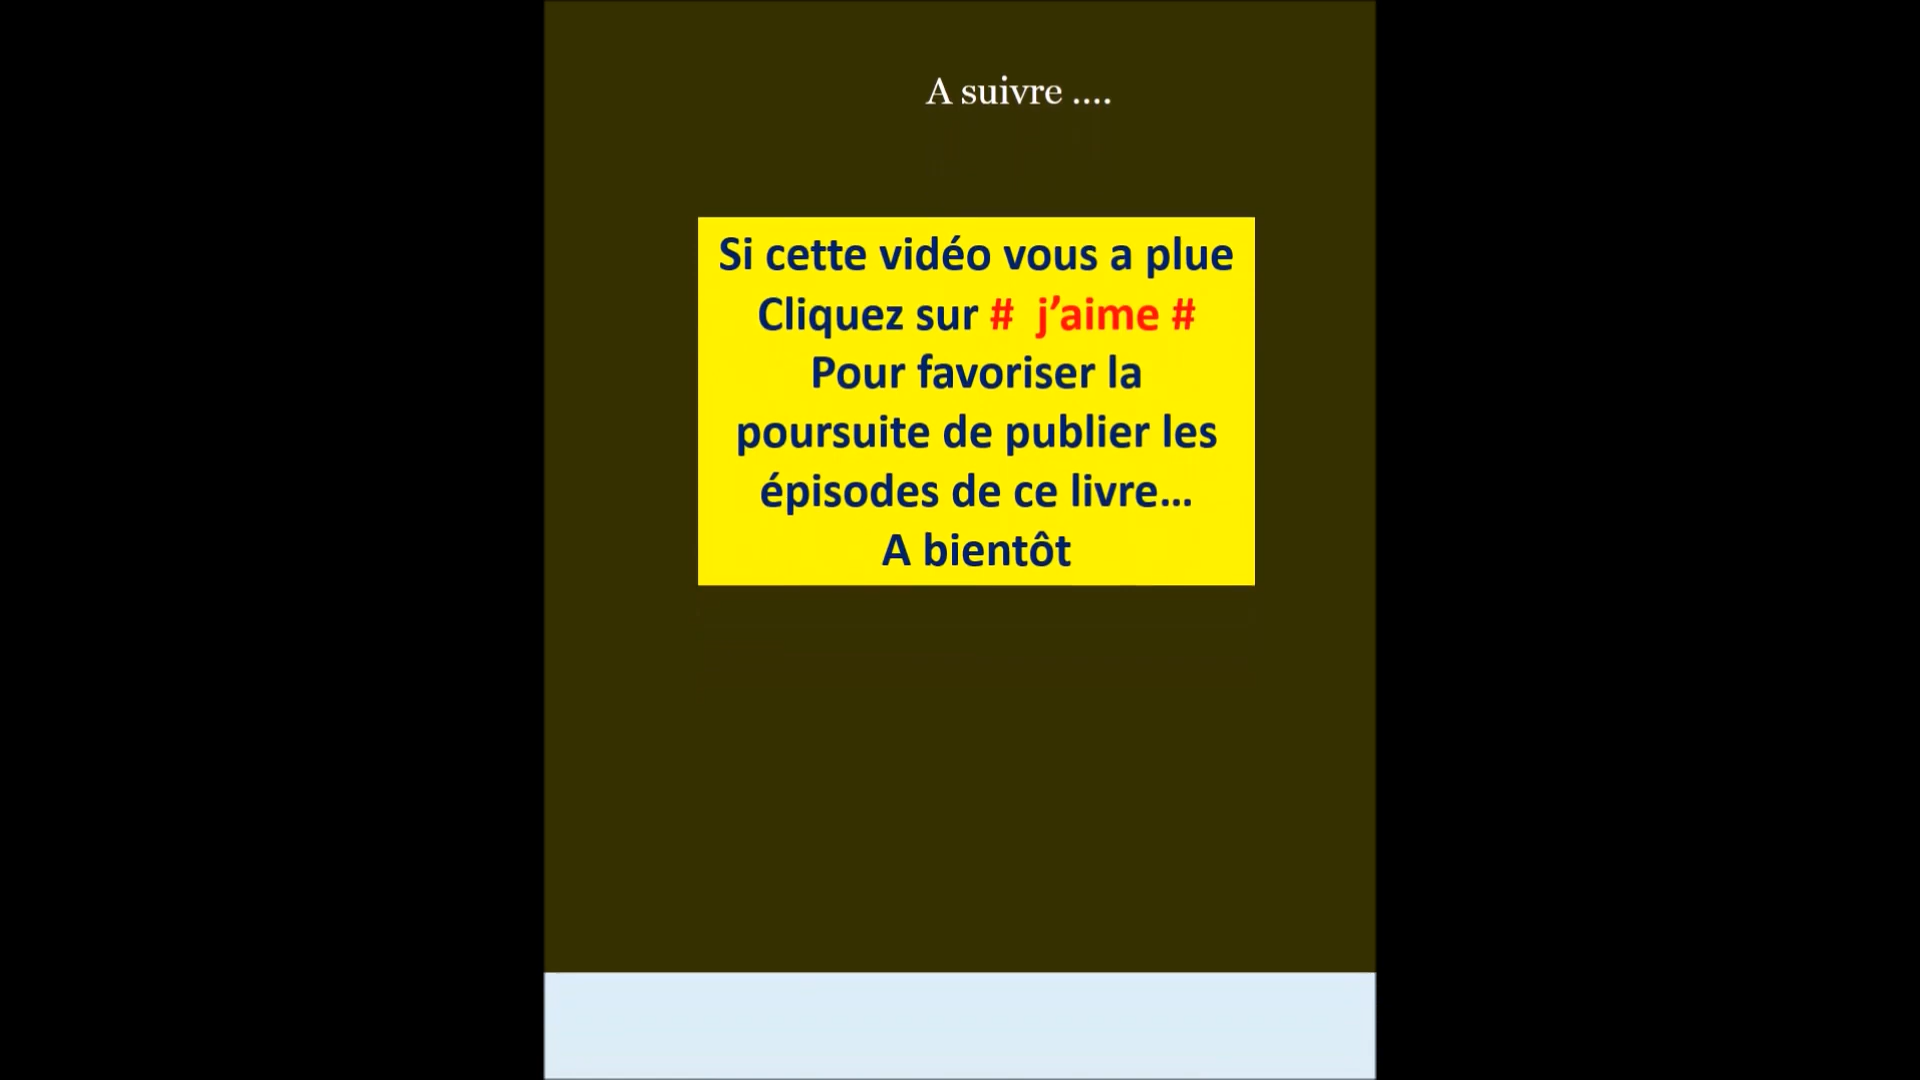 A suivre ....
Si cette vidéo vous a plue
Cliquez sur #  j’aime #
Pour favoriser la
poursuite de publier les
épisodes de ce livre...
A bientôt